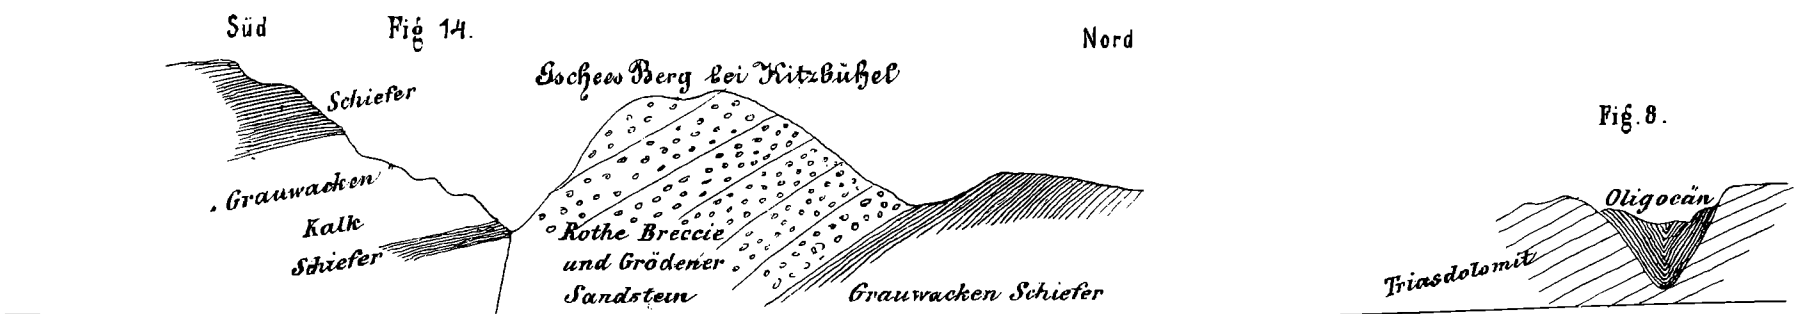 Süd
Fig 14.
Nord
Gschees Berg bei Kitzbühel
Schiefer
Grauwacken
Kalk
Schiefer
Rothe Breccie
und Grödener
Sandstein
Grauwacken Schiefer
Fig. 8.
Oligocän
Triasdolomit